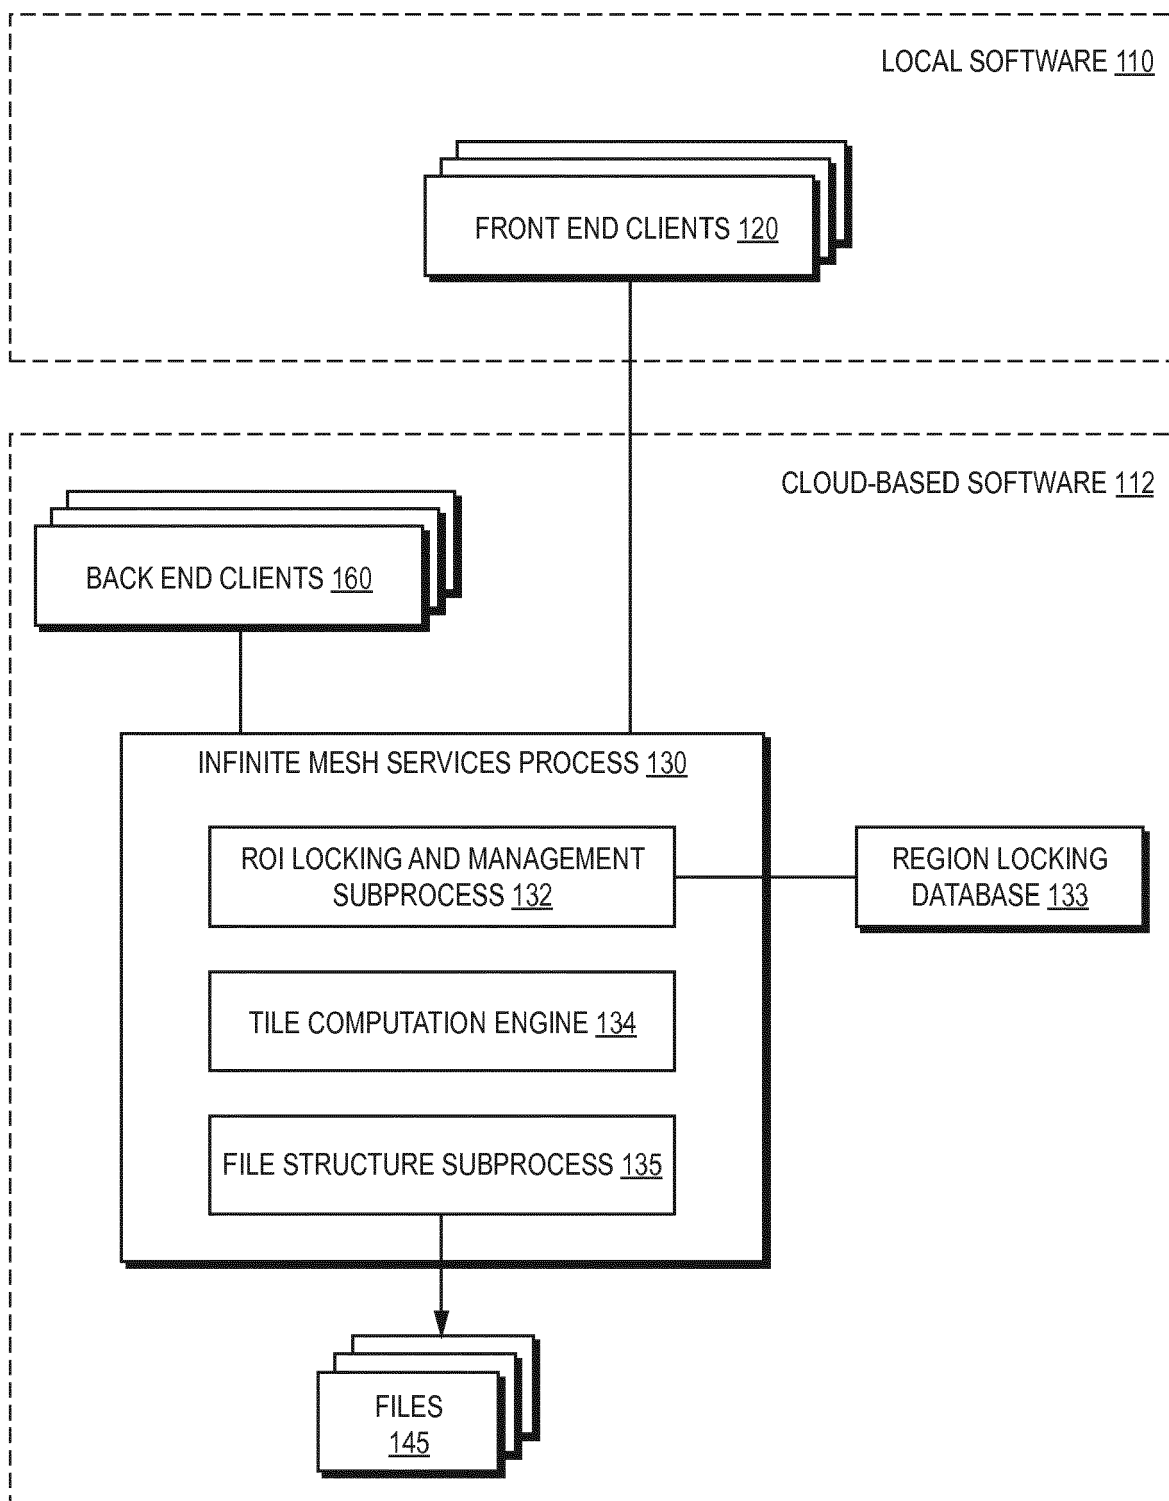 LOCAL SOFTWARE 110
FRONT END CLIENTS 120
CLOUD-BASED SOFTWARE 112
BACK END CLIENTS 160
INFINITE MESH SERVICES PROCESS 130
ROI LOCKING AND MANAGEMENT
SUBPROCESS 132
REGION LOCKING
DATABASE 133
TILE COMPUTATION ENGINE 134
FILE STRUCTURE SUBPROCESS 135
FILES
145